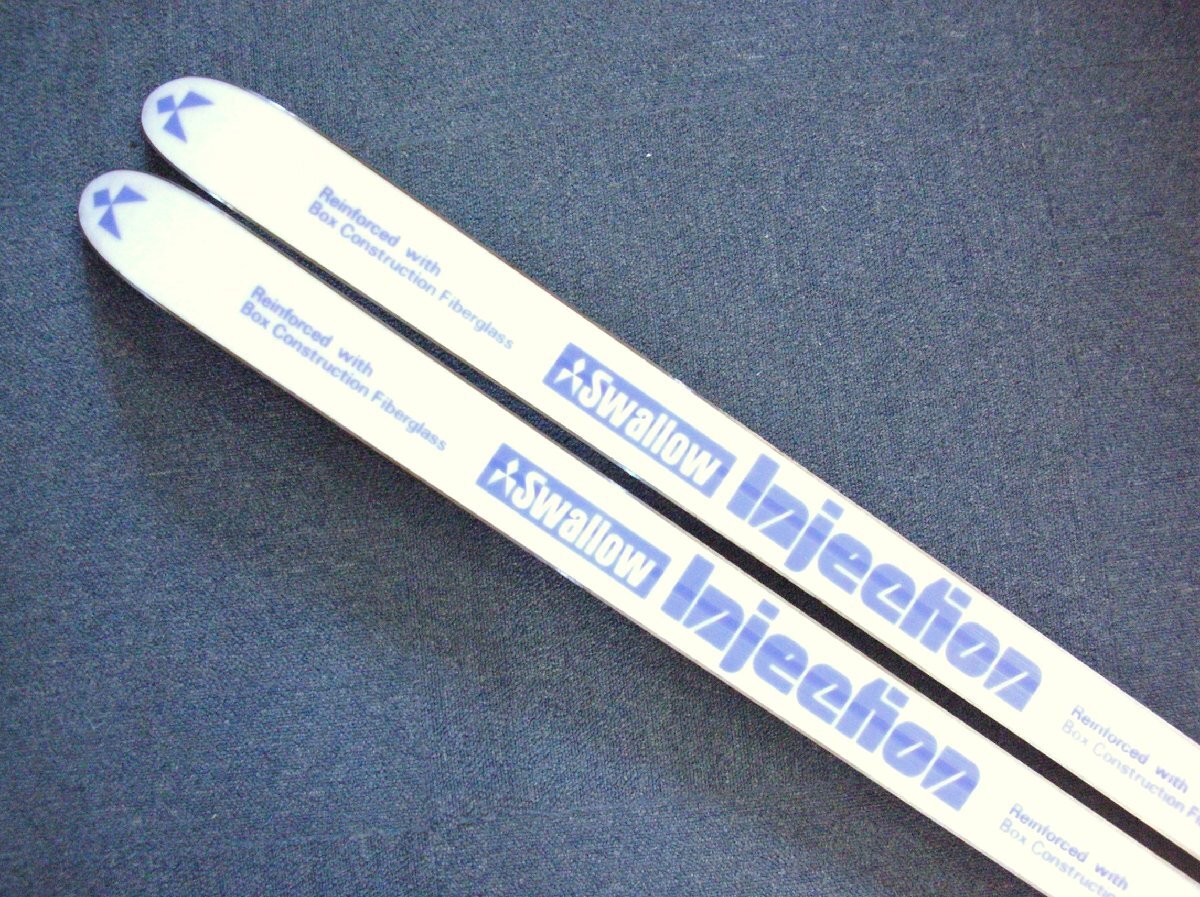 Reinforced with
Box Construction Fiberglass
Swallow Injection
Reinforced with
Box Construction
Reinforced with
Box Construction Fiberglass
Swallow Injection
Reinforced with
Box Construction